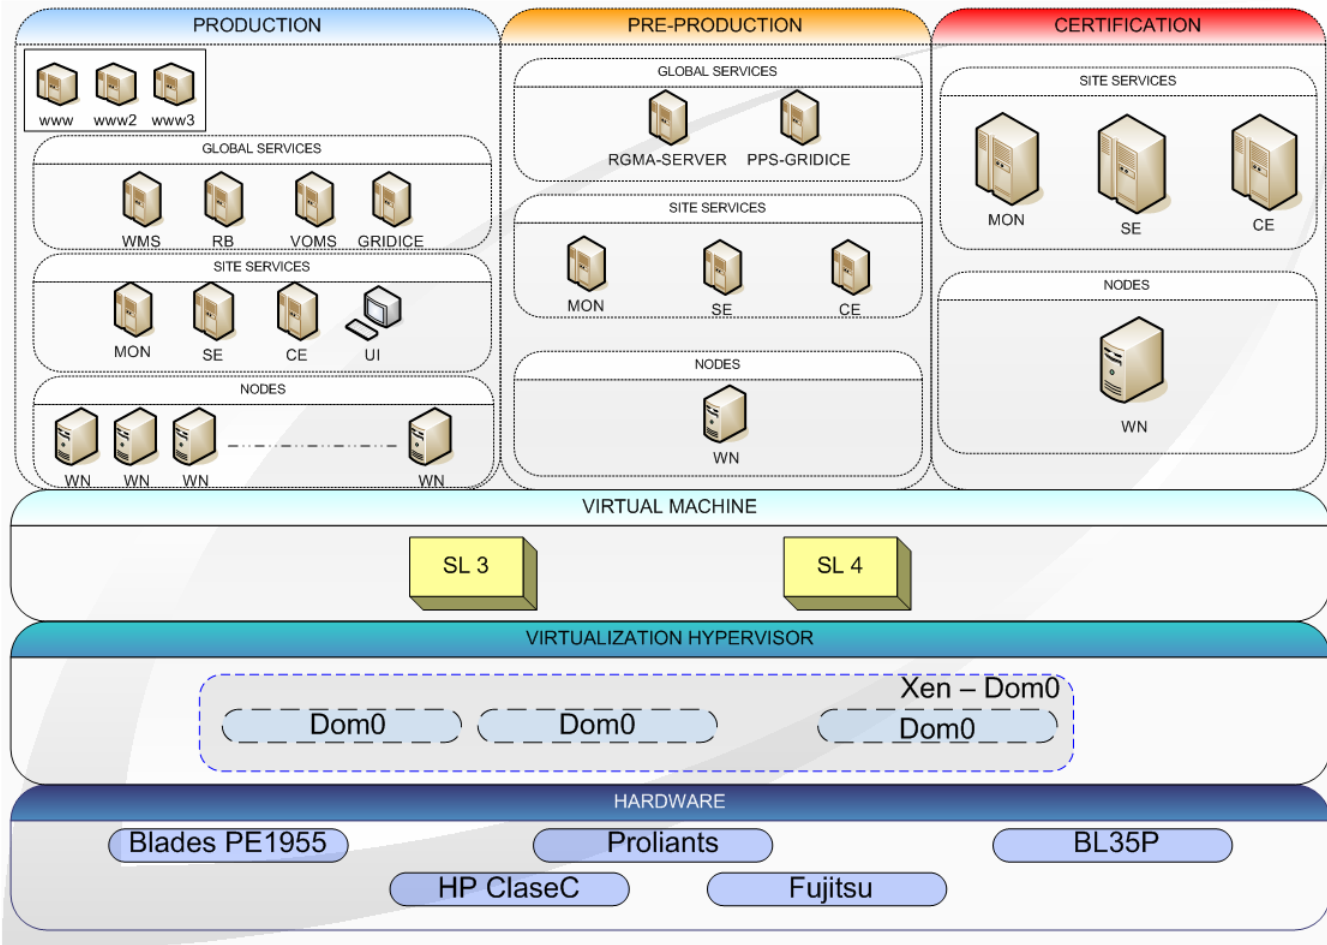 PRODUCTION
www www2 www3
GLOBAL SERVICES
WMS RB VOMS GRIDICE
SITE SERVICES
MON SE CE UI
NODES
WN WN WN WN
PRE-PRODUCTION
GLOBAL SERVICES
RGMA-SERVER PPS-GRIDICE
SITE SERVICES
MON SE CE
NODES
WN
CERTIFICATION
SITE SERVICES
MON SE CE
NODES
WN
VIRTUAL MACHINE
SL 3 SL 4
VIRTUALIZATION HYPERVISOR
Xen – Dom0
Dom0 Dom0 Dom0
HARDWARE
Blades PE1955 Proliants BL35P
HP ClaseC Fujitsu